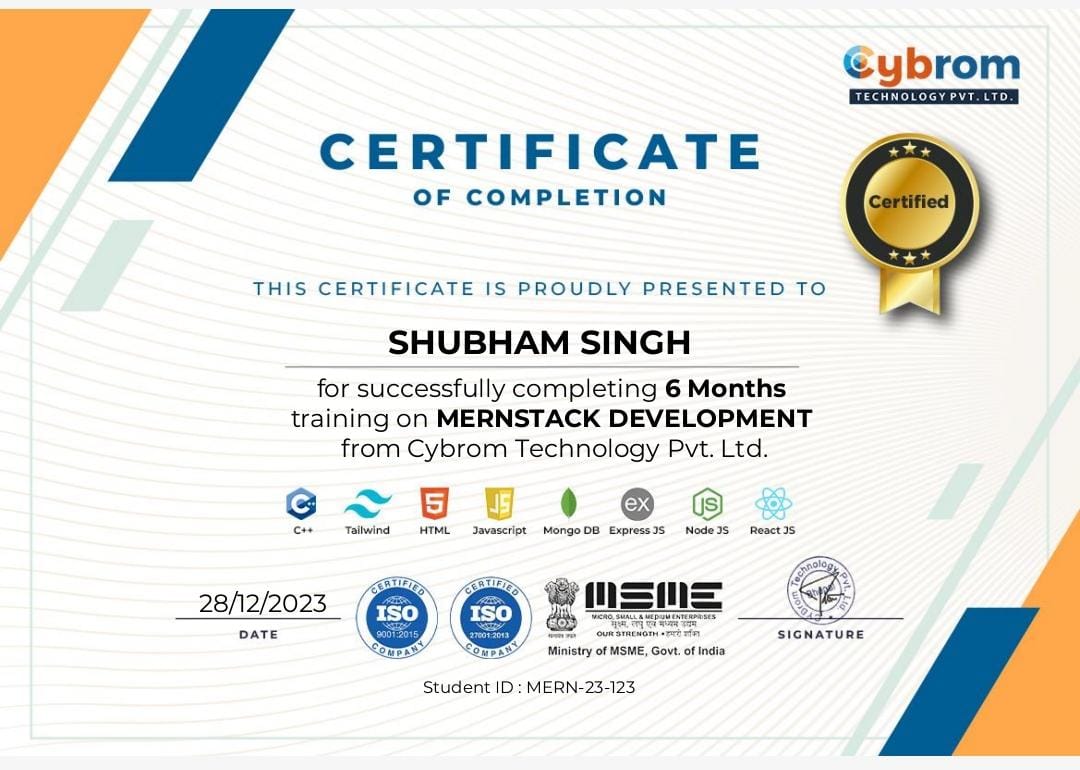 Cybrom
TECHNOLOGY PVT. LTD.
CERTIFICATE
OF COMPLETION
Certified
THIS CERTIFICATE IS PROUDLY PRESENTED TO
SHUBHAM SINGH
for successfully completing 6 Months
training on MERNSTACK DEVELOPMENT
from Cybrom Technology Pvt. Ltd.
C++ Tailwind HTML Javascript Mongo DB Express JS Node JS React JS
28/12/2023
DATE
CERTIFIED
ISO
9001:2015
COMPANY
CERTIFIED
ISO
27001:2013
COMPANY
सत्यमेव जयते
MSME
MICRO, SMALL & MEDIUM ENTERPRISES
सूक्ष्म, लघु एवं मध्यम उद्यम
OUR STRENGTH • हमारी शक्ति
Ministry of MSME, Govt. of India
CyBrom Technology Pvt. Ltd.
Bhopal
SIGNATURE
Student ID : MERN-23-123